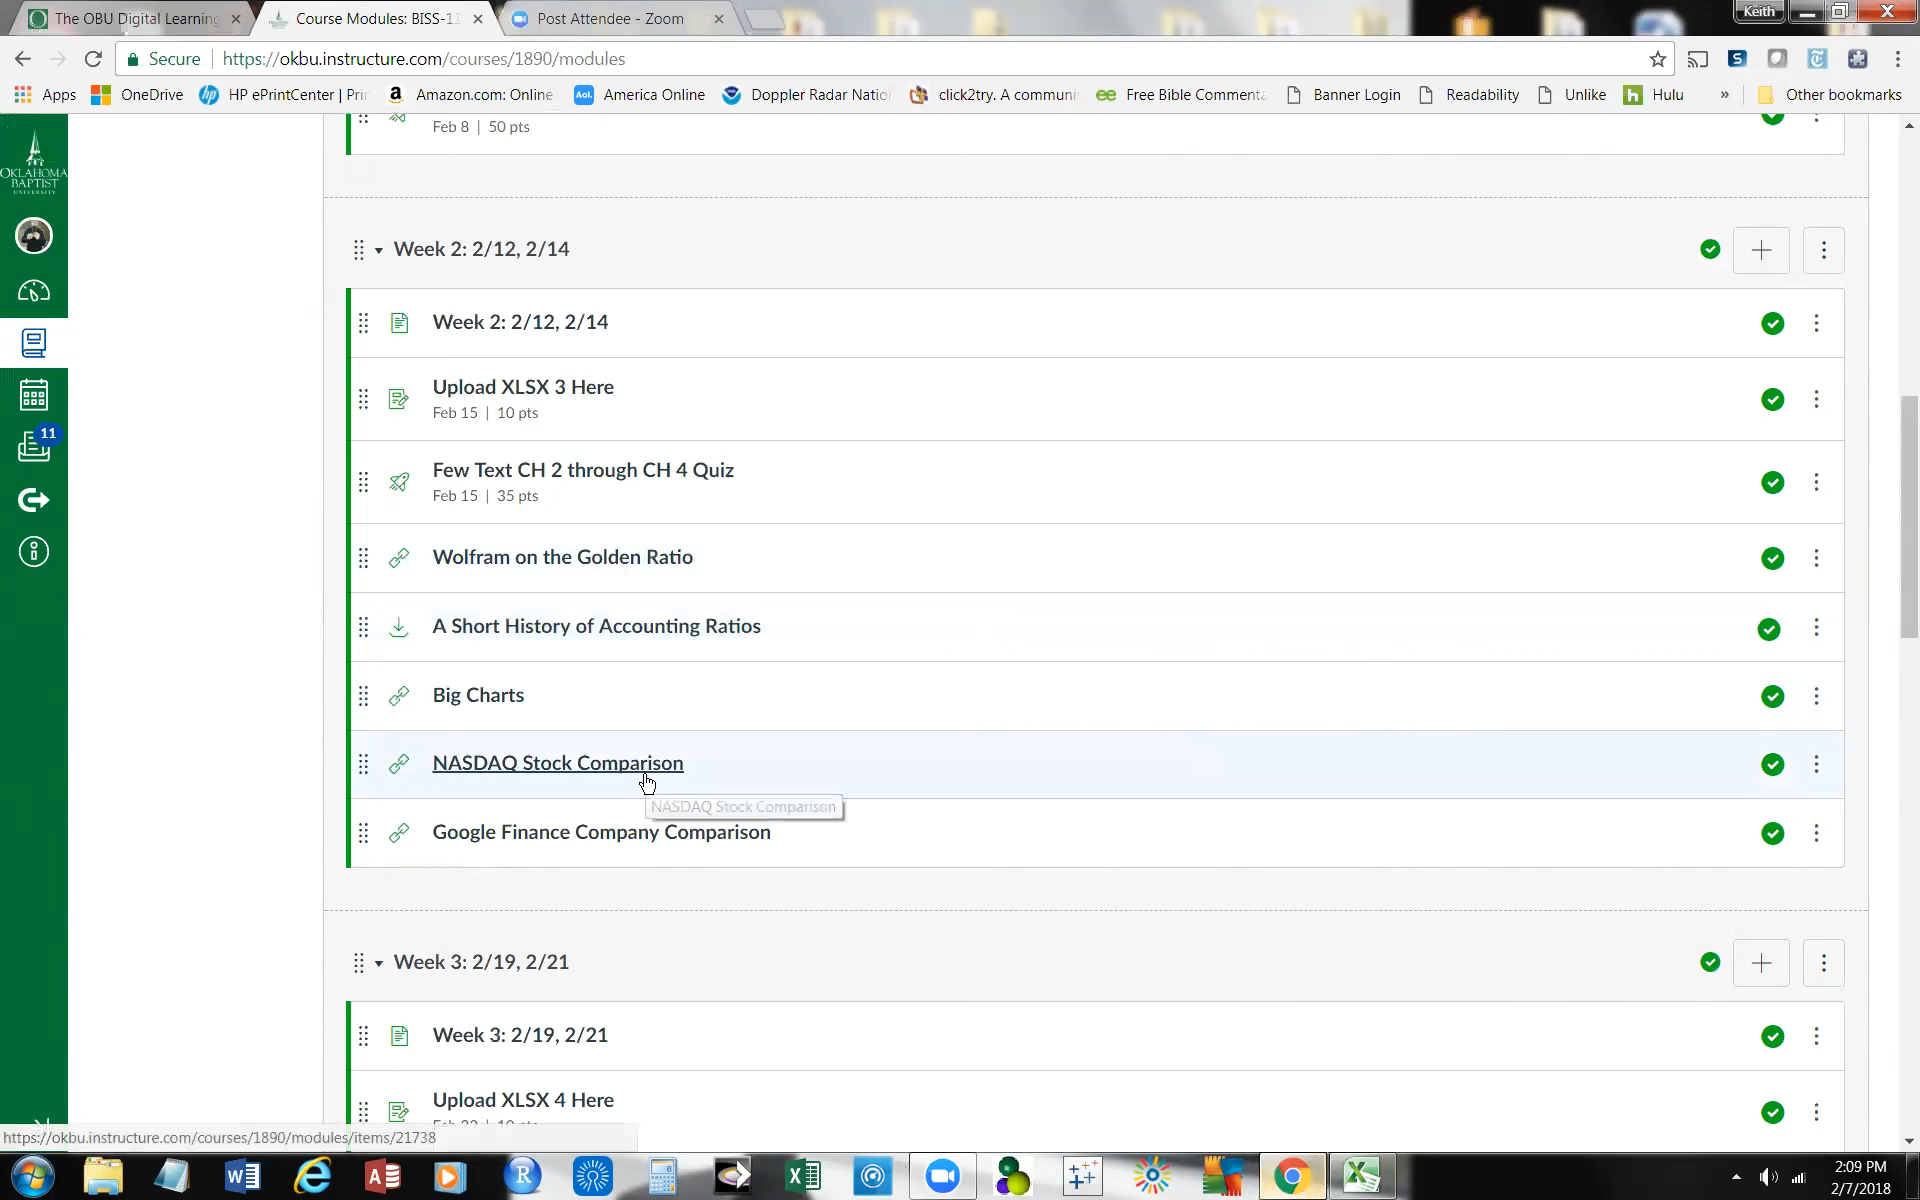 The OBU Digital Learning
Course Modules: BISS-1
Post Attendee - Zoom
Keith
Secure
https://okbu.instructure.com/courses/1890/modules
Apps
OneDrive
HP ePrintCenter | Pri
Amazon.com: Online
America Online
Doppler Radar Natio
click2try. A communi
Free Bible Commenta
Banner Login
Readability
Unlike
Hulu
»
Other bookmarks
OKLAHOMA
BAPTIST
UNIVERSITY
11
Feb 8 | 50 pts
Week 2: 2/12, 2/14
Week 2: 2/12, 2/14
Upload XLSX 3 Here
Feb 15 | 10 pts
Few Text CH 2 through CH 4 Quiz
Feb 15 | 35 pts
Wolfram on the Golden Ratio
A Short History of Accounting Ratios
Big Charts
NASDAQ Stock Comparison
NASDAQ Stock Comparison
Google Finance Company Comparison
Week 3: 2/19, 2/21
Week 3: 2/19, 2/21
Upload XLSX 4 Here
https://okbu.instructure.com/courses/1890/modules/items/21738
2:09 PM
2/7/2018